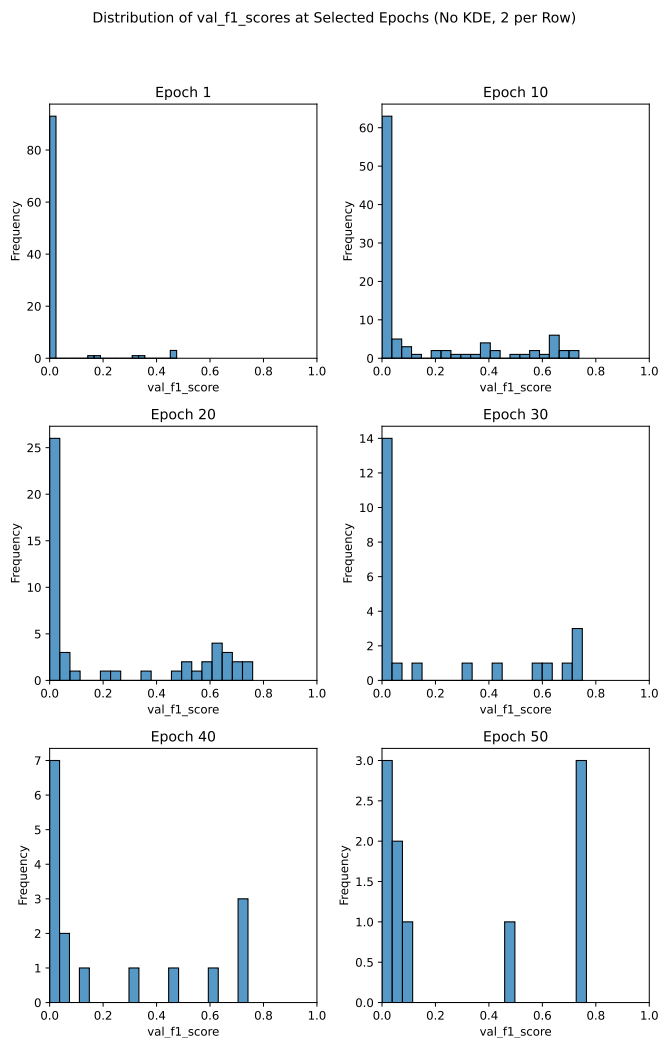 Distribution of val_f1_scores at Selected Epochs (No KDE, 2 per Row)
Epoch 1
Frequency
80
60
40
20
0
0.0 0.2 0.4 0.6 0.8 1.0
val_f1_score
Epoch 10
Frequency
60
50
40
30
20
10
0
0.0 0.2 0.4 0.6 0.8 1.0
val_f1_score
Epoch 20
Frequency
25
20
15
10
5
0
0.0 0.2 0.4 0.6 0.8 1.0
val_f1_score
Epoch 30
Frequency
14
12
10
8
6
4
2
0
0.0 0.2 0.4 0.6 0.8 1.0
val_f1_score
Epoch 40
Frequency
7
6
5
4
3
2
1
0
0.0 0.2 0.4 0.6 0.8 1.0
val_f1_score
Epoch 50
Frequency
3.0
2.5
2.0
1.5
1.0
0.5
0.0
0.0 0.2 0.4 0.6 0.8 1.0
val_f1_score